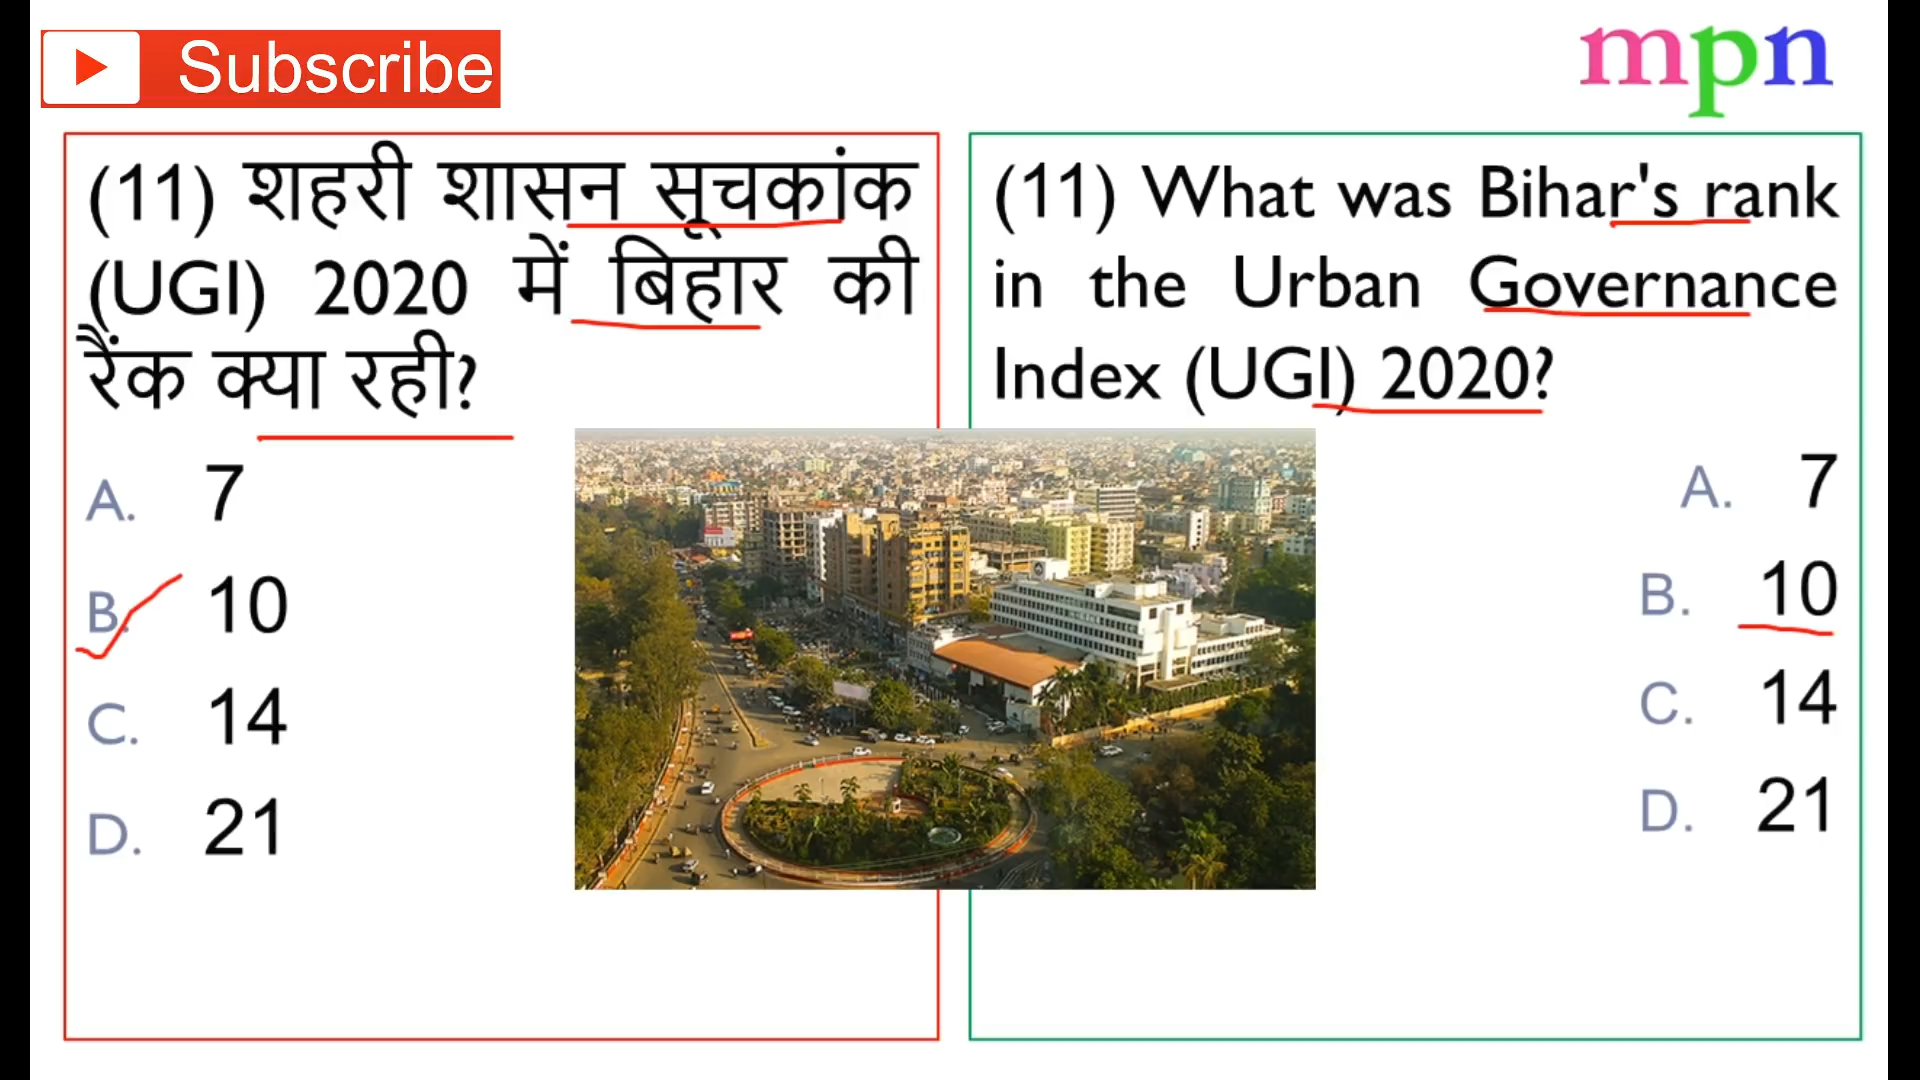 Subscribe
mpn
(11) शहरी शासन सूचकांक
(UGI) 2020 में बिहार की
रैंक क्या रही?
A. 7
B. 10
C. 14
D. 21
(11) What was Bihar's rank
in the Urban Governance
Index (UGI) 2020?
A. 7
B. 10
C. 14
D. 21